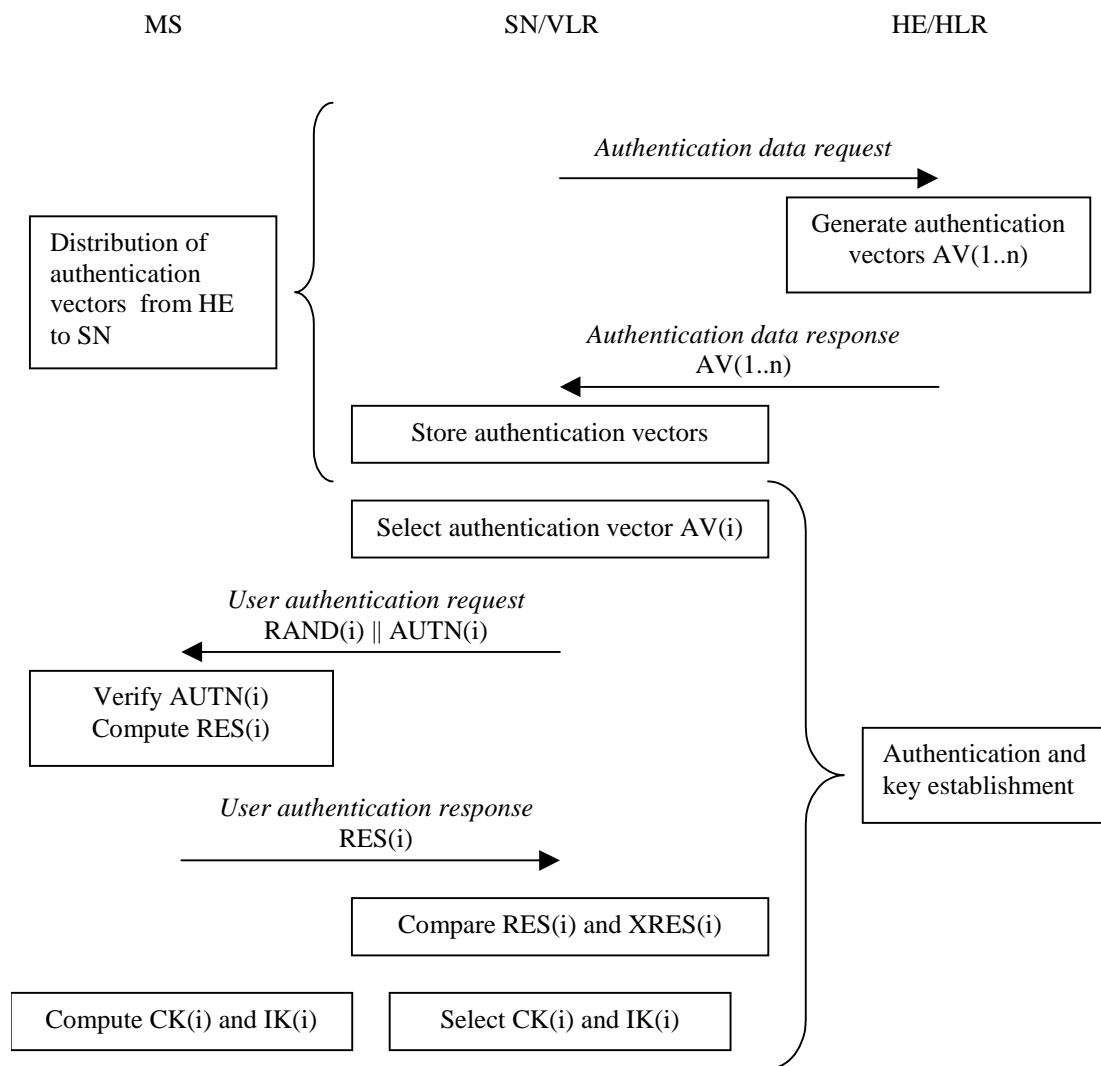 MS SN/VLR HE/HLR
Authentication data request
Generate authentication
vectors AV(1..n)
Distribution of
authentication
vectors from HE
to SN
Authentication data response
AV(1..n)
Store authentication vectors
Select authentication vector AV(i)
User authentication request
RAND(i) || AUTN(i)
Verify AUTN(i)
Compute RES(i)
Authentication and
key establishment
User authentication response
RES(i)
Compare RES(i) and XRES(i)
Compute CK(i) and IK(i)
Select CK(i) and IK(i)